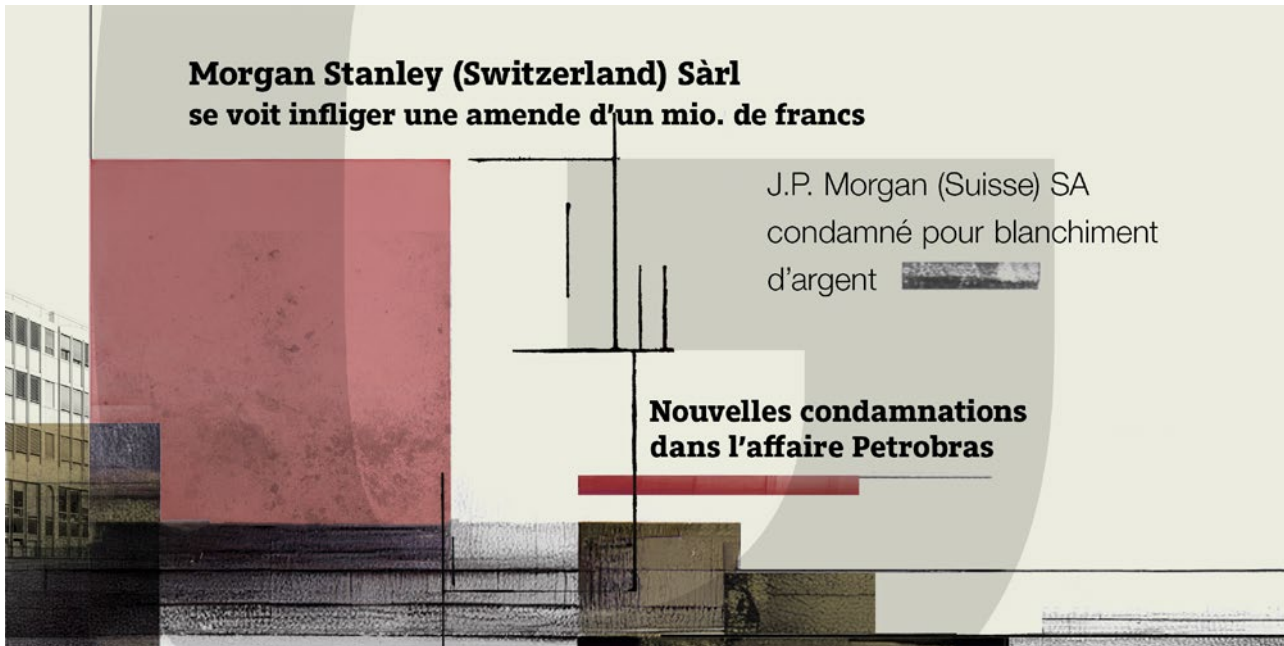 Morgan Stanley (Switzerland) Sàrl
se voit infliger une amende d'un mio. de francs
J.P. Morgan (Suisse) SA
condamné pour blanchiment
d'argent
Nouvelles condamnations
dans l'affaire Petrobras